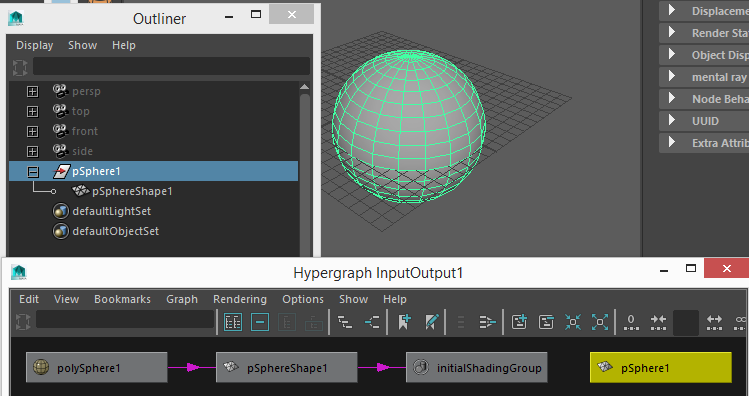 Outliner
Display Show Help
persp
top
front
side
pSphere1
pSphereShape1
defaultLightSet
defaultObjectSet
Render Stat
Object Disp
mental ray
Node Beha
UUID
Extra Attrib
Hypergraph InputOutput1
Edit View Bookmarks Graph Rendering Options Show Help
0
polySphere1 pSphereShape1 initialShadingGroup pSphere1